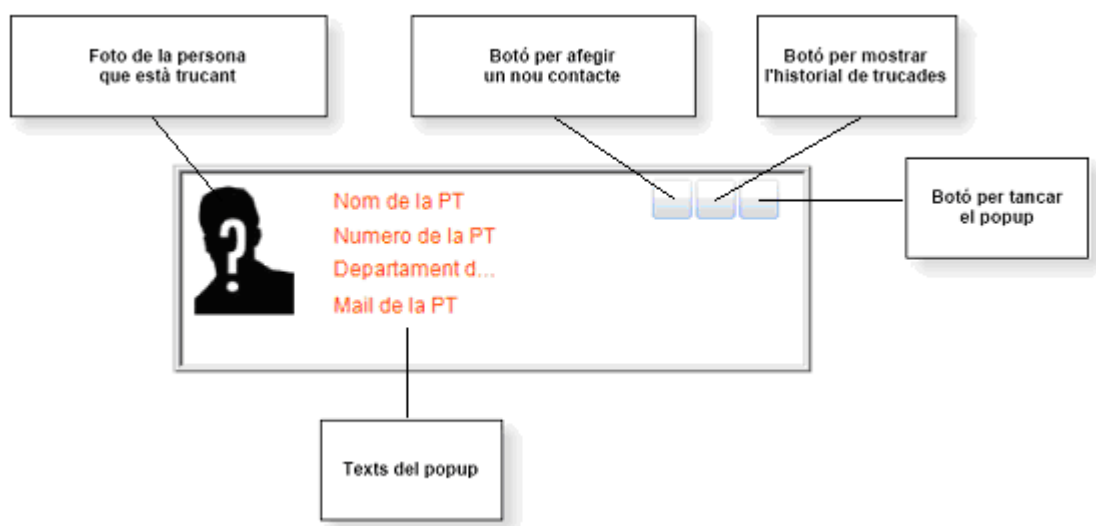 Foto de la persona
que està trucant
Botó per afegir
un nou contacte
Botó per mostrar
l'historial de trucades
Botó per tancar
el popup
Nom de la PT
Numero de la PT
Departament d...
Mail de la PT
Texts del popup